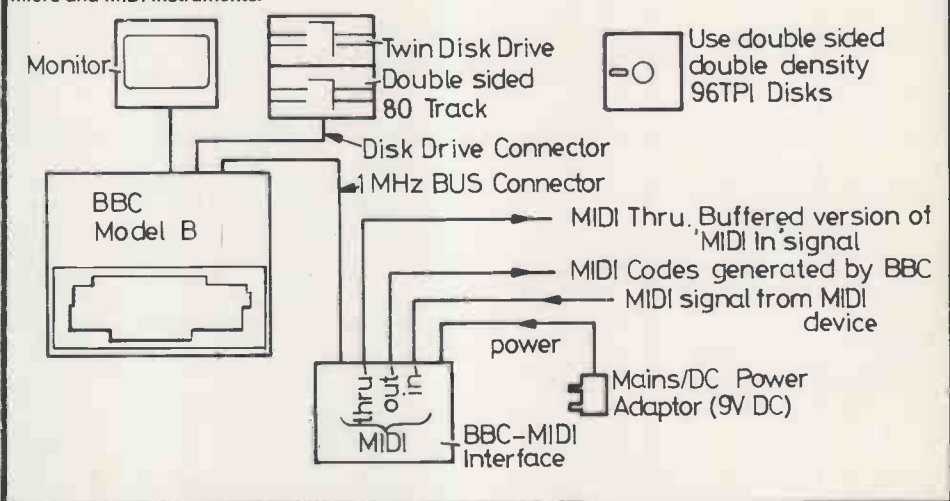 Micro and MIDI Instruments.
Monitor
Twin Disk Drive
Double sided
80 Track
Use double sided
double density
96TPI Disks
Disk Drive Connector
1MHz BUS Connector
BBC
Model B
MIDI Thru. Buffered version of
'MIDI In' signal
MIDI Codes generated by BBC
MIDI signal from MIDI
device
power
thru
out
in
MIDI
BBC-MIDI
Interface
Mains/DC Power
Adaptor (9V DC)